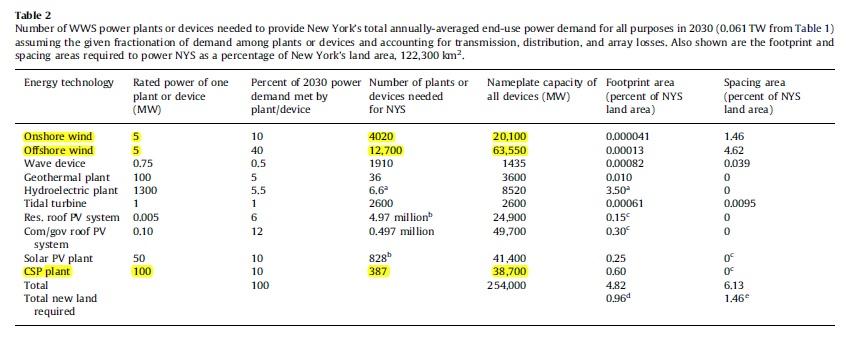 Table 2
Number of WWS power plants or devices needed to provide New York's total annually-averaged end-use power demand for all purposes in 2030 (0.061 TW from Table 1)
assuming the given fractionation of demand among plants or devices and accounting for transmission, distribution, and array losses. Also shown are the footprint and
spacing areas required to power NYS as a percentage of New York's land area, 122,300 km².
Energy technology Rated power of one plant or device (MW) Percent of 2030 power demand met by plant/device Number of plants or devices needed for NYS Nameplate capacity of all devices (MW) Footprint area (percent of NYS land area) Spacing area (percent of NYS land area)
Onshore wind 5 10 4020 20,100 0.000041 1.46
Offshore wind 5 40 12,700 63,550 0.00013 4.62
Wave device 0.75 0.5 1910 1435 0.00082 0.039
Geothermal plant 100 5 36 3600 0.010 0
Hydroelectric plant 1300 5.5 6.6ᵃ 8520 3.50ᵃ 0
Tidal turbine 1 1 2600 2600 0.00061 0.0095
Res. roof PV system 0.005 6 4.97 millionᵇ 24,900 0.15ᶜ 0
Com/gov roof PV system 0.10 12 0.497 million 49,700 0.30ᶜ 0
Solar PV plant 50 10 828ᵇ 41,400 0.25 0ᶜ
CSP plant 100 10 387 38,700 0.60 0ᶜ
Total 100 254,000 4.82 6.13
Total new land required 0.96ᵈ 1.46ᵉ